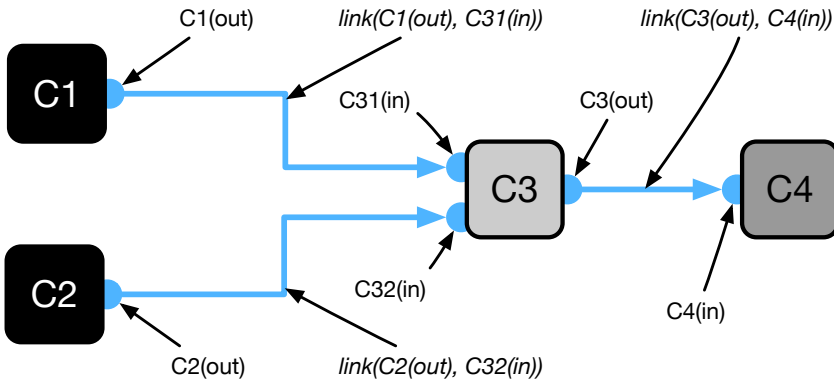 C1(out)
link(C1(out), C31(in))
link(C3(out), C4(in))
C1
C31(in)
C3(out)
C3
C4
C2
C32(in)
C4(in)
C2(out)
link(C2(out), C32(in))